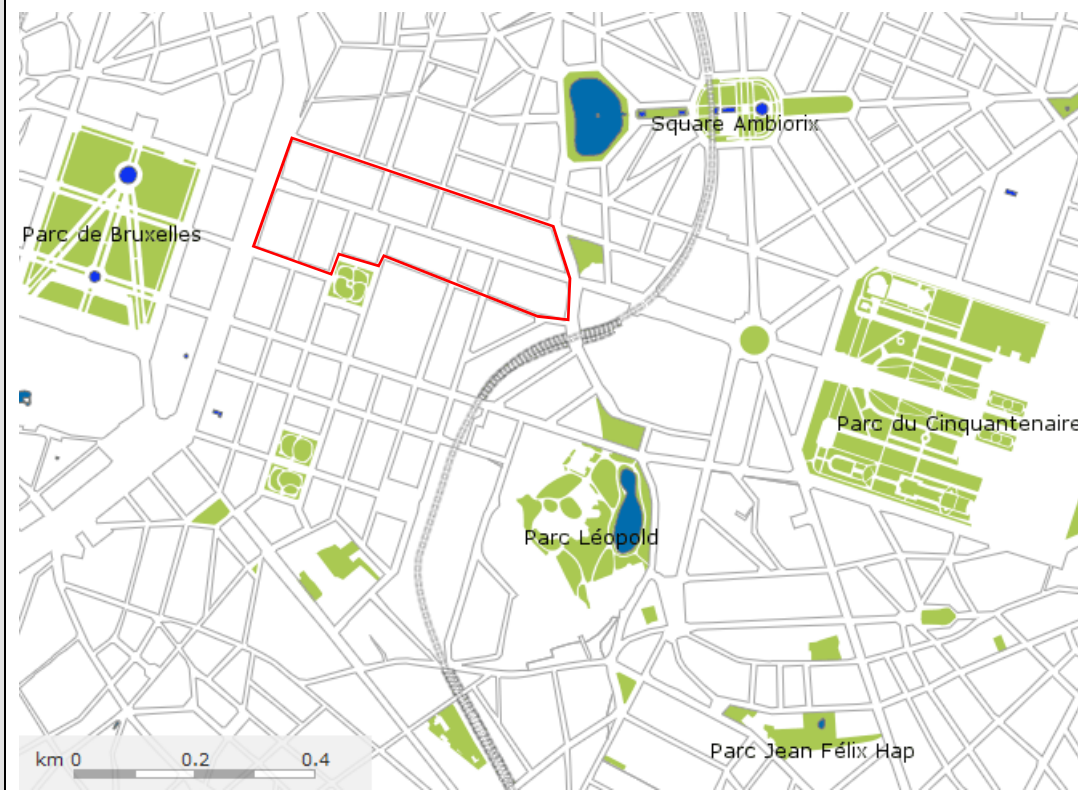 Square Ambiorix
Parc de Bruxelles
Parc du Cinquantenaire
Parc Léopold
Parc Jean Félix Hap
km 0 0.2 0.4